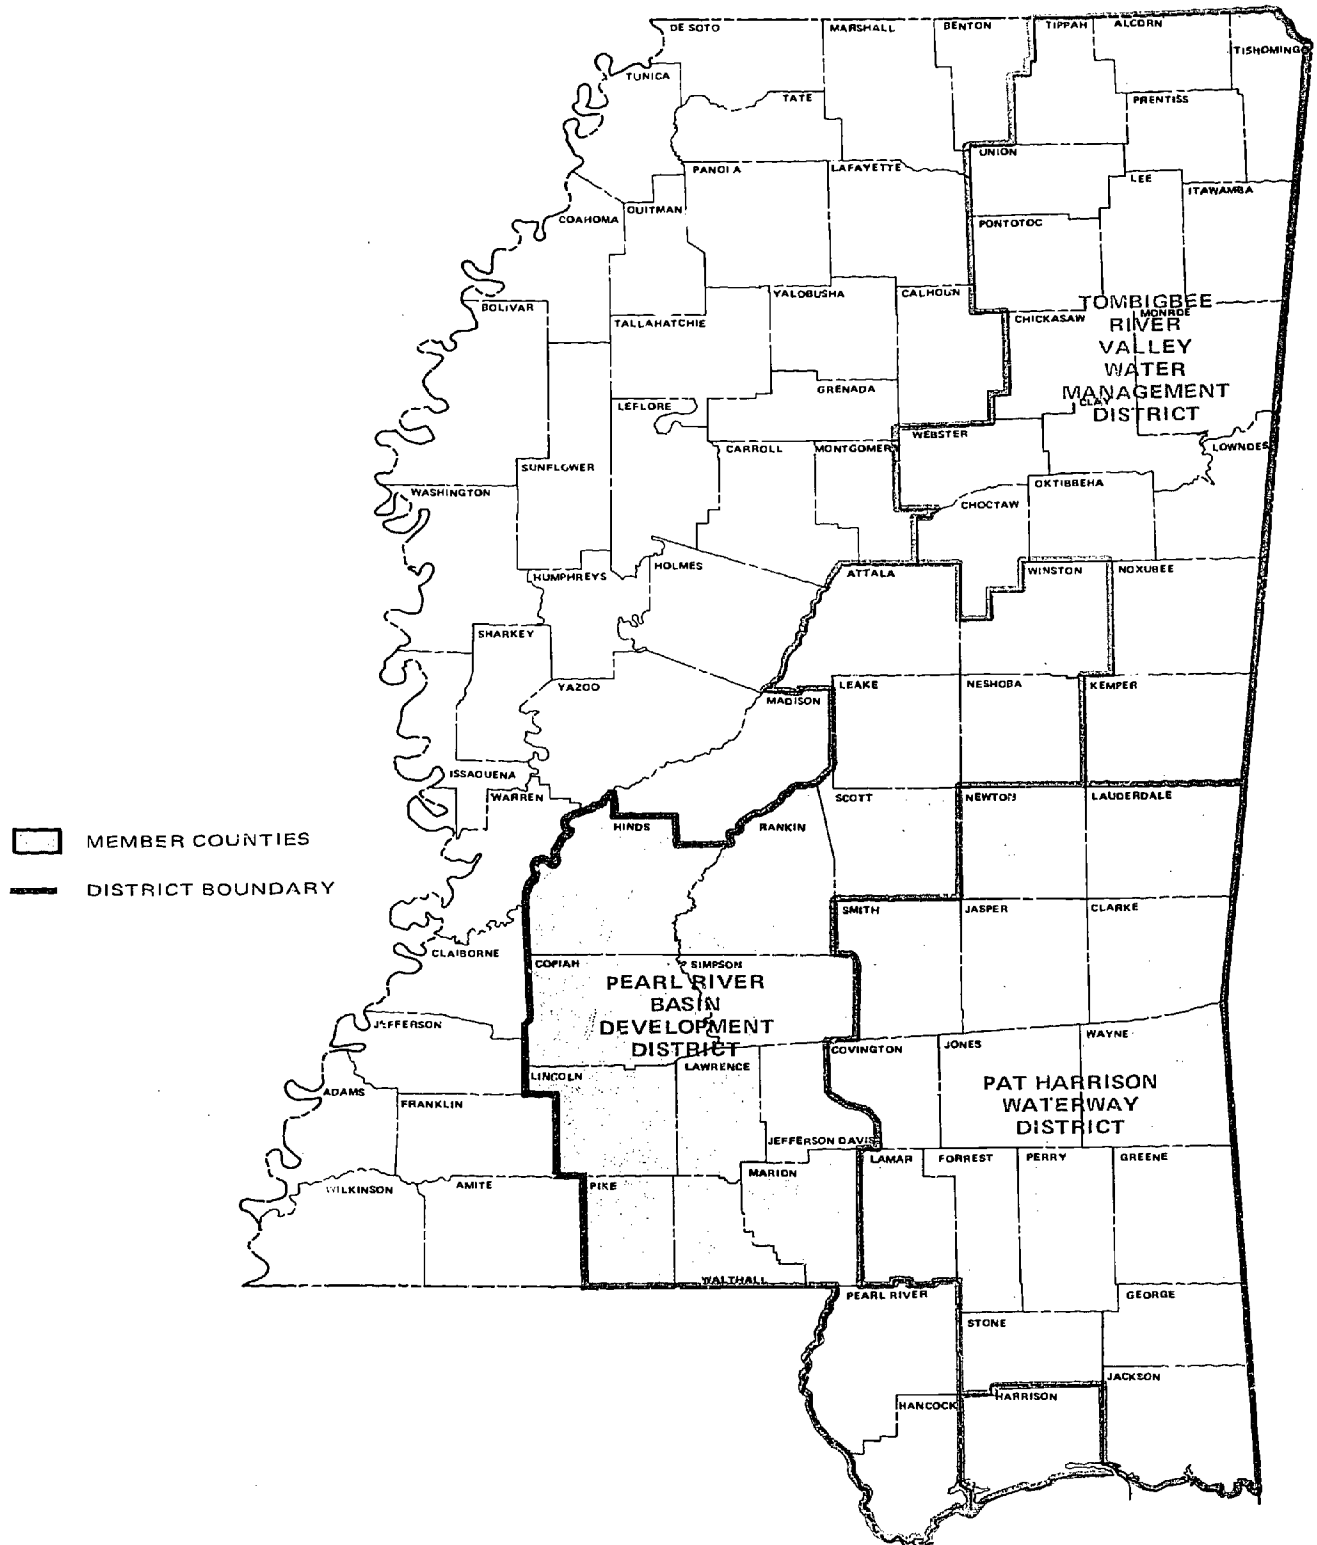 DE SOTO
MARSHALL
BENTON
TIPPAH
ALCORN
TISHOMINGO
TUNICA
TATE
PRENTISS
UNION
PANOLA
LAFAYETTE
LEE
ITAWAMBA
COAHOMA
QUITMAN
PONTOTOC
BOLIVAR
TALLAHATCHIE
YALOBUSHA
CALHOUN
CHICKASAW
MONROE
TOMBIGBEE
RIVER
VALLEY
WATER
MANAGEMENT
DISTRICT
CLAY
GRENADA
LEFLORE
WEBSTER
SUNFLOWER
CARROLL
MONTGOMERY
LOWNDES
WASHINGTON
CHOCTAW
OKTIBBEHA
HUMPHREYS
HOLMES
ATTALA
WINSTON
NOXUBEE
SHARKEY
YAZOO
MADISON
LEAKE
NESHOBA
KEMPER
ISSAQUENA
WARREN
HINDS
RANKIN
SCOTT
NEWTON
LAUDERDALE
MEMBER COUNTIES
DISTRICT BOUNDARY
SMITH
JASPER
CLARKE
CLAIBORNE
COPIAH
SIMPSON
PEARL RIVER
BASIN
DEVELOPMENT
DISTRICT
JEFFERSON
COVINGTON
JONES
WAYNE
LINCOLN
LAWRENCE
PAT HARRISON
WATERWAY
DISTRICT
ADAMS
FRANKLIN
JEFFERSON DAVIS
LAMAR
FORREST
PERRY
GREENE
WILKINSON
AMITE
PIKE
MARION
WALTHALL
PEARL RIVER
GEORGE
STONE
JACKSON
HANCOCK
HARRISON